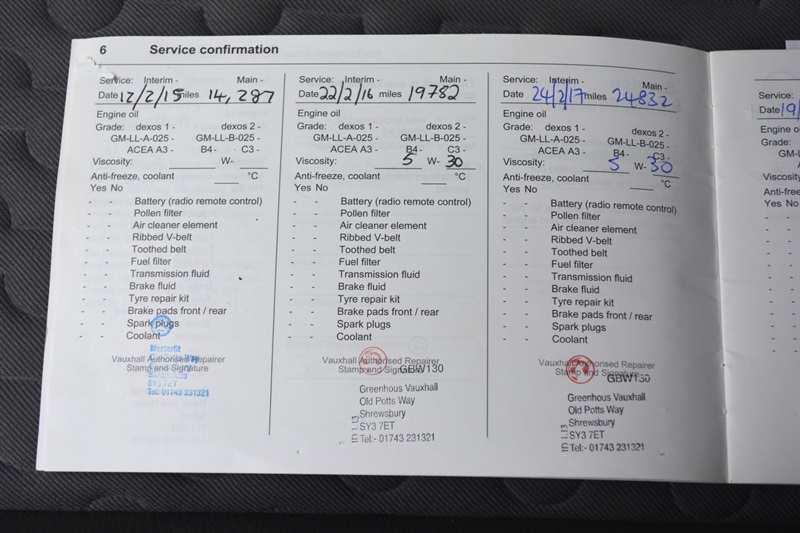 6 Service confirmation
Service: Interim - Main -
Date 12/2/15 miles 14,287
Engine oil
Grade: dexos 1 - dexos 2 -
GM-LL-A-025 - GM-LL-B-025 -
ACEA A3 - B4 - C3 -
Viscosity: W-
Anti-freeze, coolant °C
Yes No
- - Battery (radio remote control)
- - Pollen filter
- - Air cleaner element
- - Ribbed V-belt
- - Toothed belt
- - Fuel filter
- - Transmission fluid
- - Brake fluid
- - Tyre repair kit
- - Brake pads front / rear
- - Spark plugs
- - Coolant
Masterfit
Vauxhall Authorised Repairer
Stamp and Signature
SY3 7ET
Tel: 01743 231321
Service: Interim - Main -
Date 22/2/16 miles 19782
Engine oil
Grade: dexos 1 - dexos 2 -
GM-LL-A-025 - GM-LL-B-025 -
ACEA A3 - B4 - C3 -
Viscosity: 5 W- 30
Anti-freeze, coolant °C
Yes No
- - Battery (radio remote control)
- - Pollen filter
- - Air cleaner element
- - Ribbed V-belt
- - Toothed belt
- - Fuel filter
- - Transmission fluid
- - Brake fluid
- - Tyre repair kit
- - Brake pads front / rear
- - Spark plugs
- - Coolant
Vauxhall Authorised Repairer
Stamp and Signature GBW130
Greenhous Vauxhall
Old Potts Way
Shrewsbury
SY3 7ET
Tel:- 01743 231321
Service: Interim - Main -
Date 24/2/17 miles 24832
Engine oil
Grade: dexos 1 - dexos 2 -
GM-LL-A-025 - GM-LL-B-025 -
ACEA A3 - B4 - C3 -
Viscosity: 5 W- 30
Anti-freeze, coolant °C
Yes No
- - Battery (radio remote control)
- - Pollen filter
- - Air cleaner element
- - Ribbed V-belt
- - Toothed belt
- - Fuel filter
- - Transmission fluid
- - Brake fluid
- - Tyre repair kit
- - Brake pads front / rear
- - Spark plugs
- - Coolant
Vauxhall Authorised Repairer
Stamp and Signature GBW130
Greenhous Vauxhall
Old Potts Way
Shrewsbury
SY3 7ET
Tel:- 01743 231321
Service:
Date
Engine
Grade:
Viscosity
Yes No